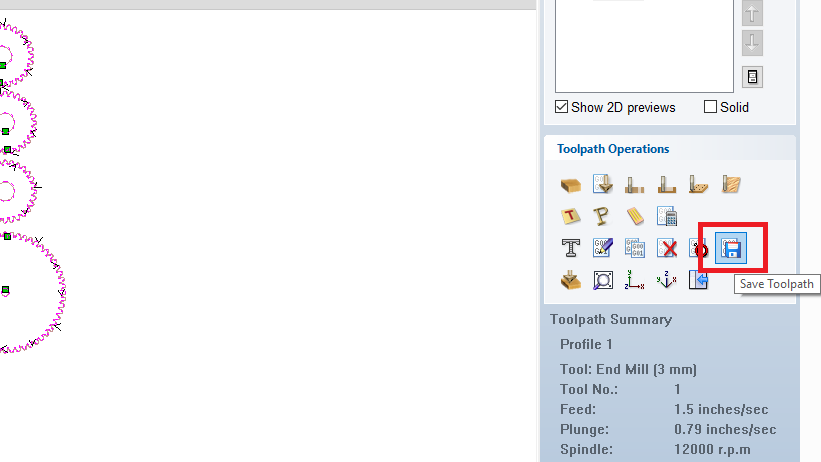 Show 2D previews
Solid
Toolpath Operations
Save Toolpath
Toolpath Summary
Profile 1
Tool: End Mill (3 mm)
Tool No.: 1
Feed: 1.5 inches/sec
Plunge: 0.79 inches/sec
Spindle: 12000 r.p.m